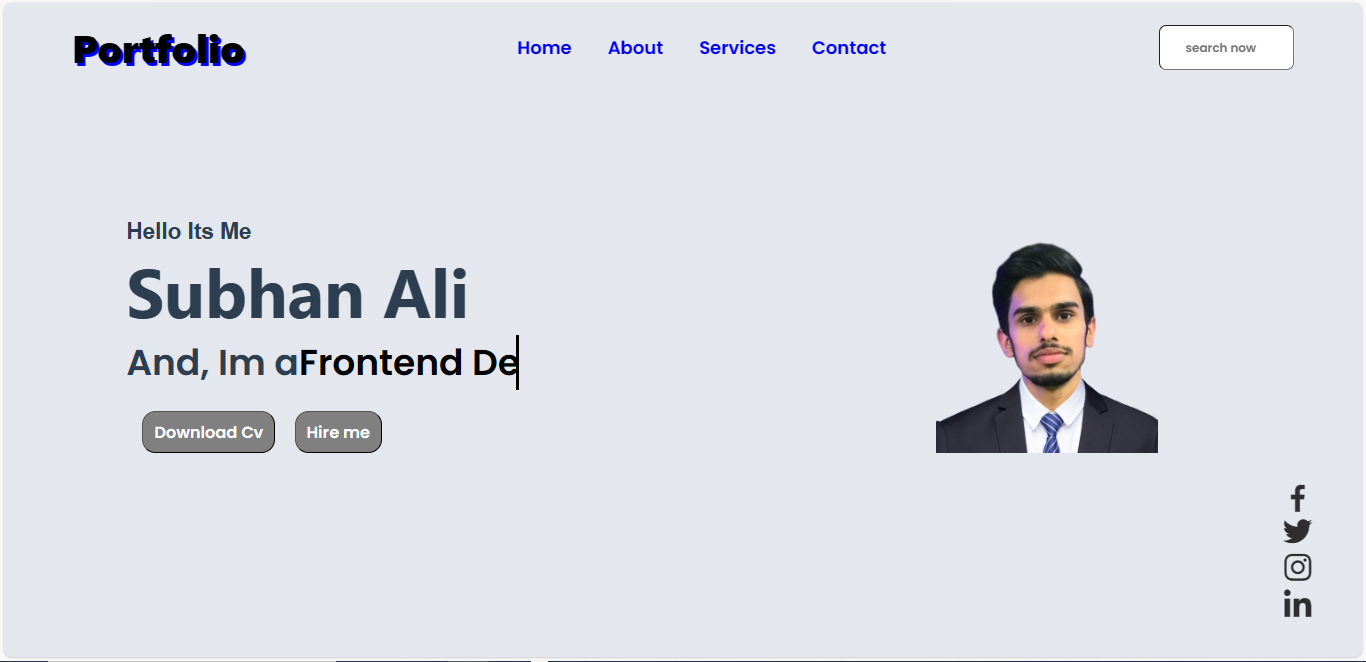 Portfolio
Home About Services Contact
search now
Hello Its Me
Subhan Ali
And, Im aFrontend De
Download Cv Hire me